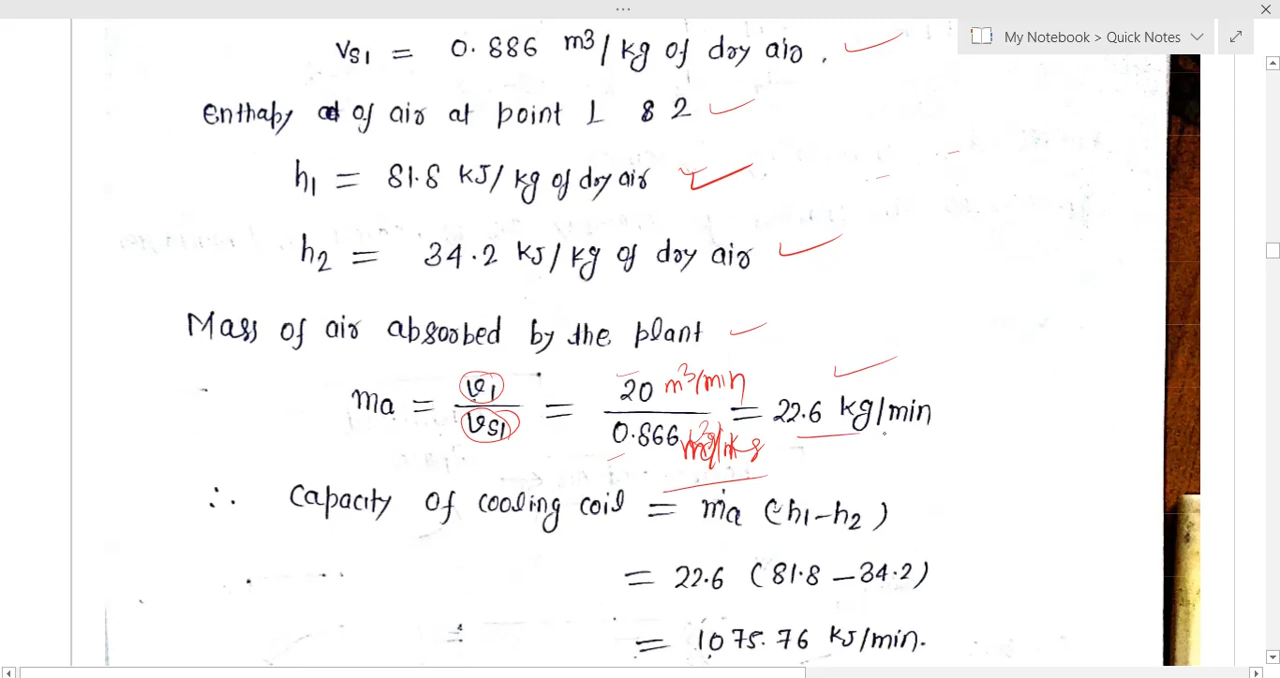 My Notebook > Quick Notes
vs1 = 0.886 m3/kg of dry air.
Enthapy of air at point 1 & 2
h1 = 81.8 KJ/kg of dry air
h2 = 34.2 KJ/kg of dry air
Mass of air absorbed by the plant
ma = v1/vs1 = 20 m3/min / 0.866 = 22.6 kg/min
∴ Capacity of cooling coil = ma (h1-h2)
= 22.6 (81.8 - 34.2)
= 1075.76 KJ/min.